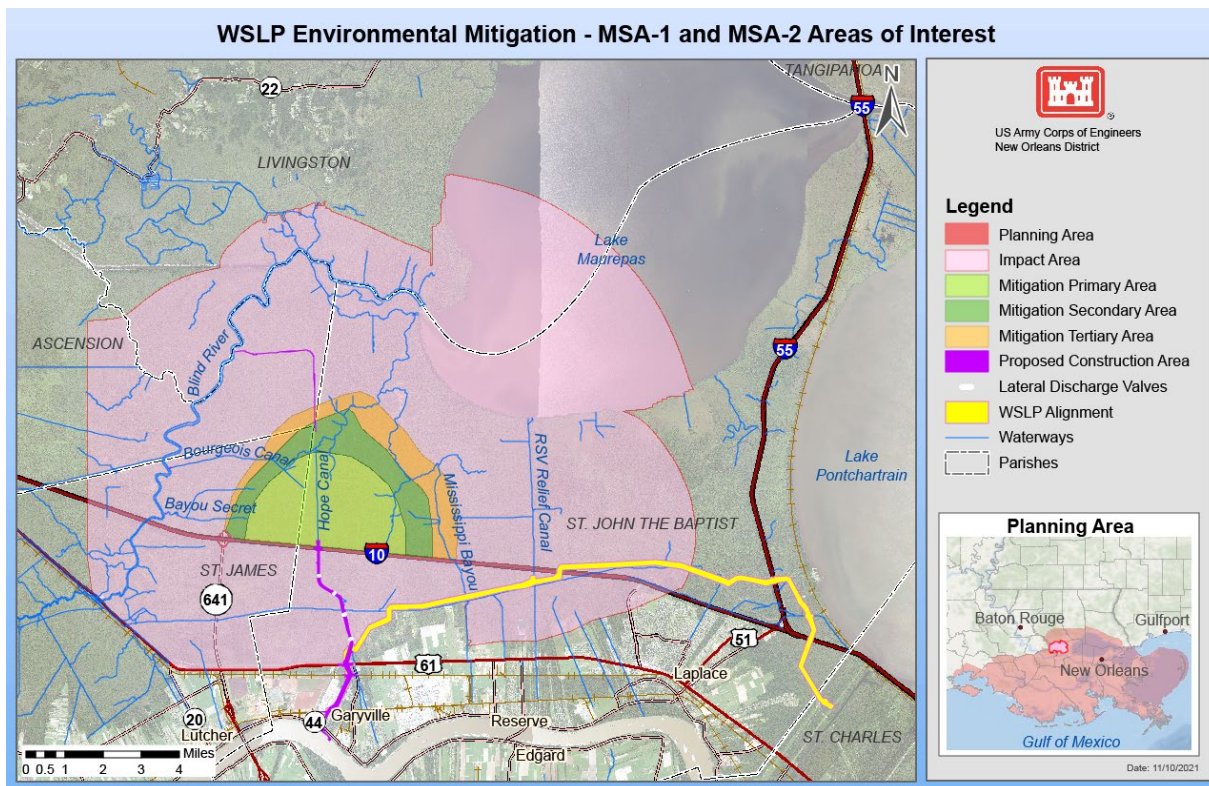 WSLP Environmental Mitigation - MSA-1 and MSA-2 Areas of Interest
TANGIPAHOA
N
22
55
LIVINGSTON
Lake
Maurepas
ASCENSION
Blind River
55
Bourgeois Canal
Hope Canal
Mississippi Bayou
RSV Relief Canal
Lake
Pontchartrain
Bayou Secret
ST. JOHN THE BAPTIST
10
ST. JAMES
641
51
61
Laplace
20
Lutcher
44
Garyville
Reserve
Edgard
ST. CHARLES
Miles
0 0.5 1 2 3 4
®
US Army Corps of Engineers
New Orleans District
Legend
Planning Area
Impact Area
Mitigation Primary Area
Mitigation Secondary Area
Mitigation Tertiary Area
Proposed Construction Area
Lateral Discharge Valves
WSLP Alignment
Waterways
Parishes
Planning Area
Baton Rouge
Gulfport
New Orleans
Gulf of Mexico
Date: 11/10/2021